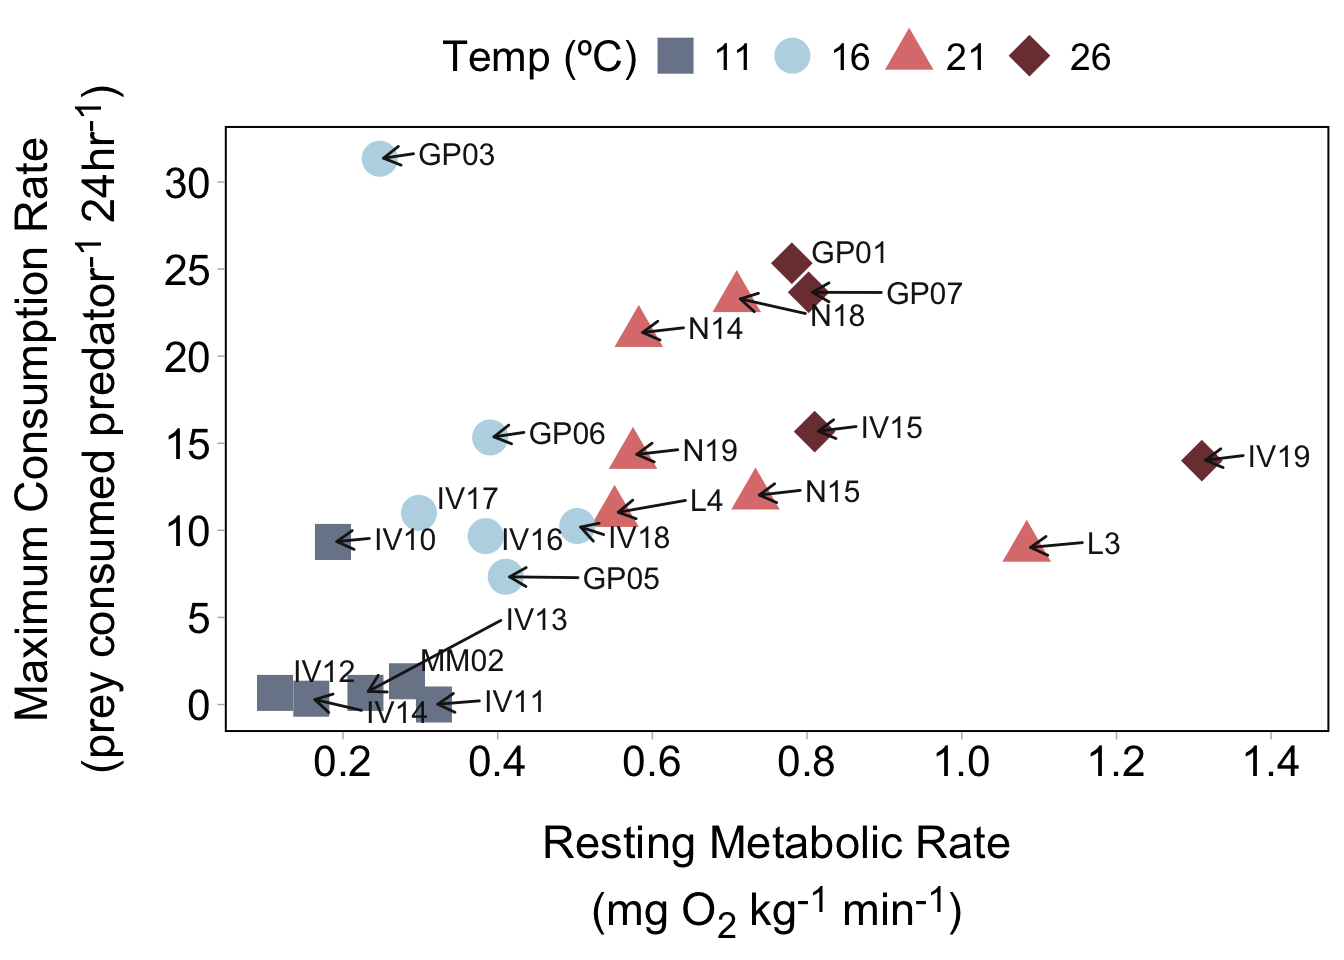 Temp (ºC) 11 16 21 26
Maximum Consumption Rate
(prey consumed predator⁻¹ 24hr⁻¹)
30
25
20
15
10
5
0
GP03
GP01
GP07
N18
N14
GP06
IV15
N19
IV19
N15
IV17
L4
IV10
IV16
IV18
L3
GP05
IV13
MM02
IV12
IV11
IV14
0.2 0.4 0.6 0.8 1.0 1.2 1.4
Resting Metabolic Rate
(mg O₂ kg⁻¹ min⁻¹)